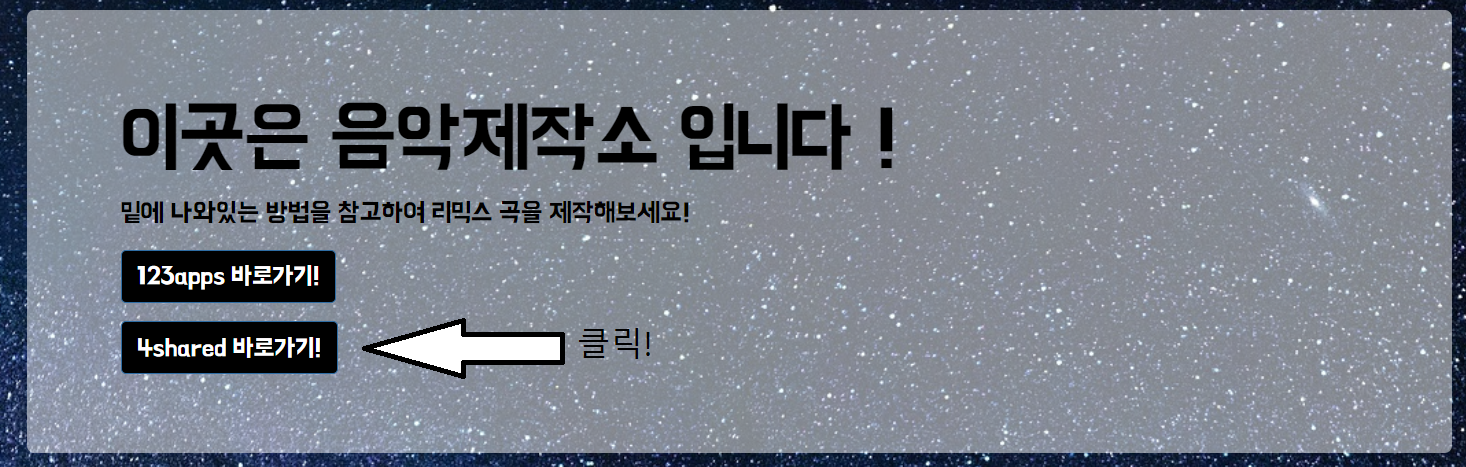 이곳은 음악제작소 입니다 !
밑에 나와있는 방법을 참고하여 리믹스 곡을 제작해보세요!
123apps 바로가기!
4shared 바로가기!
클릭!